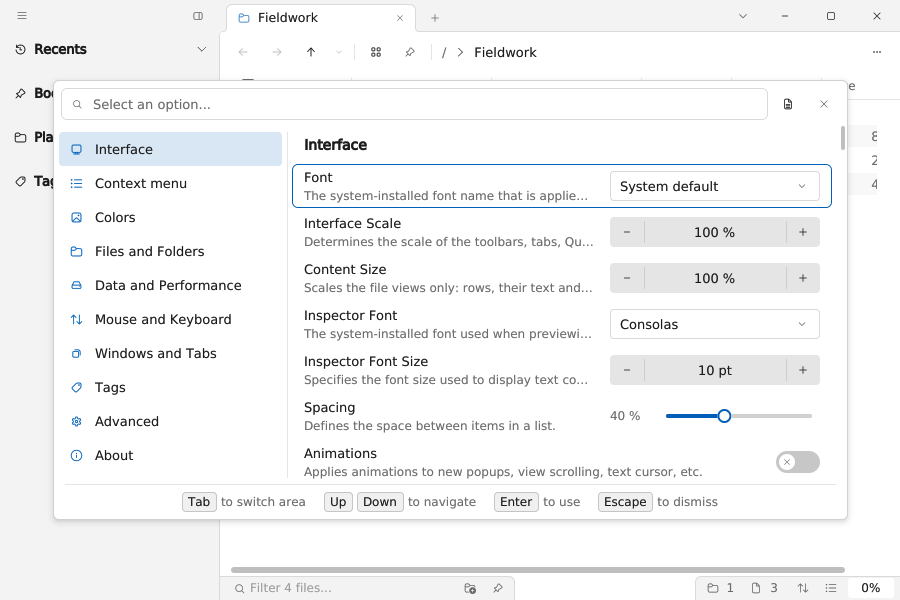 Fieldwork
Recents
/ > Fieldwork
Boo
Pla
Tag
e
8
2
4
Select an option...
Interface
Context menu
Colors
Files and Folders
Data and Performance
Mouse and Keyboard
Windows and Tabs
Tags
Advanced
About
Interface
Font
The system-installed font name that is applie...
System default
Interface Scale
Determines the scale of the toolbars, tabs, Qu...
− 100 % +
Content Size
Scales the file views only: rows, their text and...
− 100 % +
Inspector Font
The system-installed font used when previewi...
Consolas
Inspector Font Size
Specifies the font size used to display text co...
− 10 pt +
Spacing
Defines the space between items in a list.
40 %
Animations
Applies animations to new popups, view scrolling, text cursor, etc.
Tab to switch area Up Down to navigate Enter to use Escape to dismiss
Filter 4 files...
1 3 0%